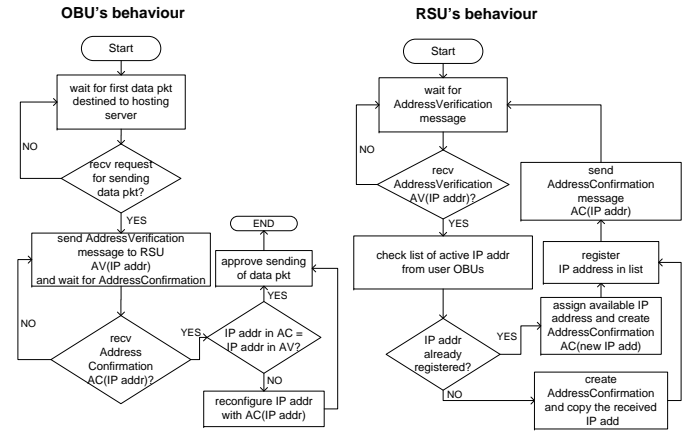 OBU's behaviour
Start
wait for first data pkt
destined to hosting
server
NO
recv request
for sending
data pkt?
YES
send AddressVerification
message to RSU
AV(IP addr)
and wait for AddressConfirmation
NO
recv
Address
Confirmation
AC(IP addr)?
YES
IP addr in AC =
IP addr in AV?
YES
approve sending
of data pkt
END
NO
reconfigure IP addr
with AC(IP addr)
RSU's behaviour
Start
wait for
AddressVerification
message
NO
recv
AddressVerification
AV(IP addr)?
YES
check list of active IP addr
from user OBUs
IP addr
already
registered?
YES
assign available IP
address and create
AddressConfirmation
AC(new IP add)
NO
create
AddressConfirmation
and copy the received
IP add
register
IP address in list
send
AddressConfirmation
message
AC(IP addr)